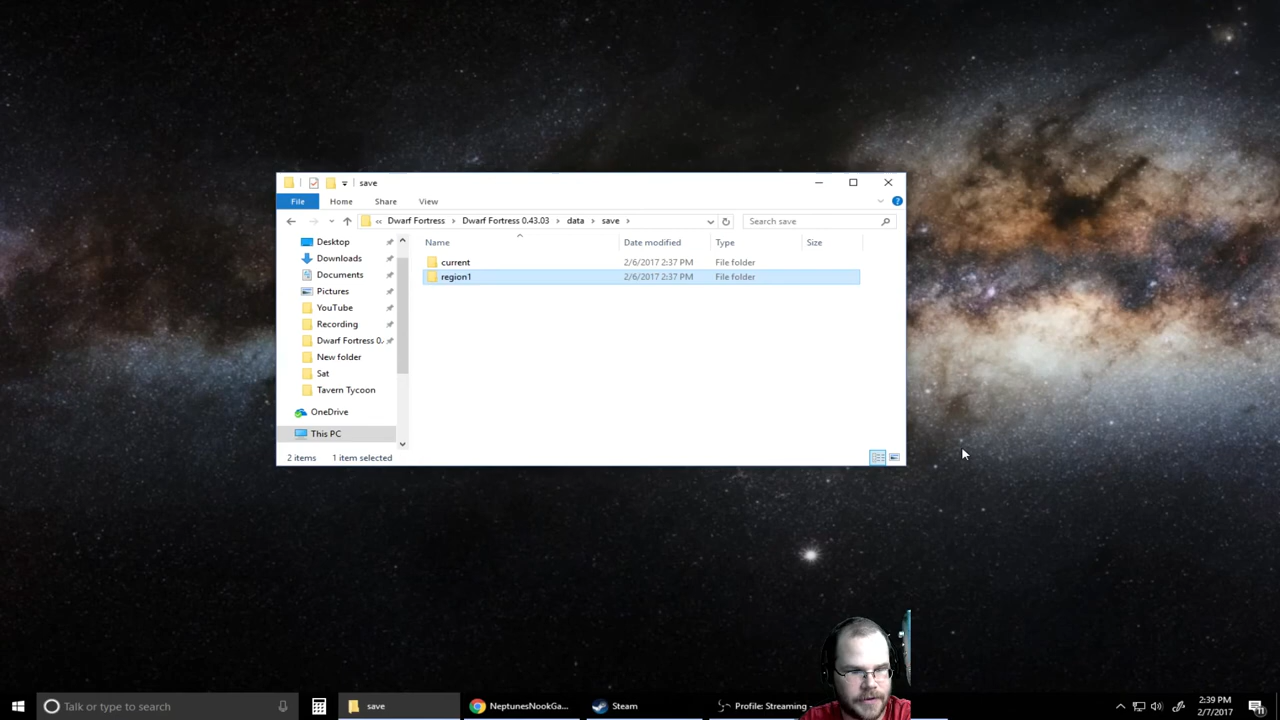 save
File Home Share View
« Dwarf Fortress > Dwarf Fortress 0.43.03 > data > save > Search save
Name Date modified Type Size
Desktop
Downloads
Documents
Pictures
YouTube
Recording
Dwarf Fortress 0.
New folder
Sat
Tavern Tycoon
OneDrive
This PC
current 2/6/2017 2:37 PM File folder
region1 2/6/2017 2:37 PM File folder
2 items 1 item selected
Talk or type to search save NeptunesNookGa... Steam Profile: Streaming - 2:39 PM
2/7/2017
11